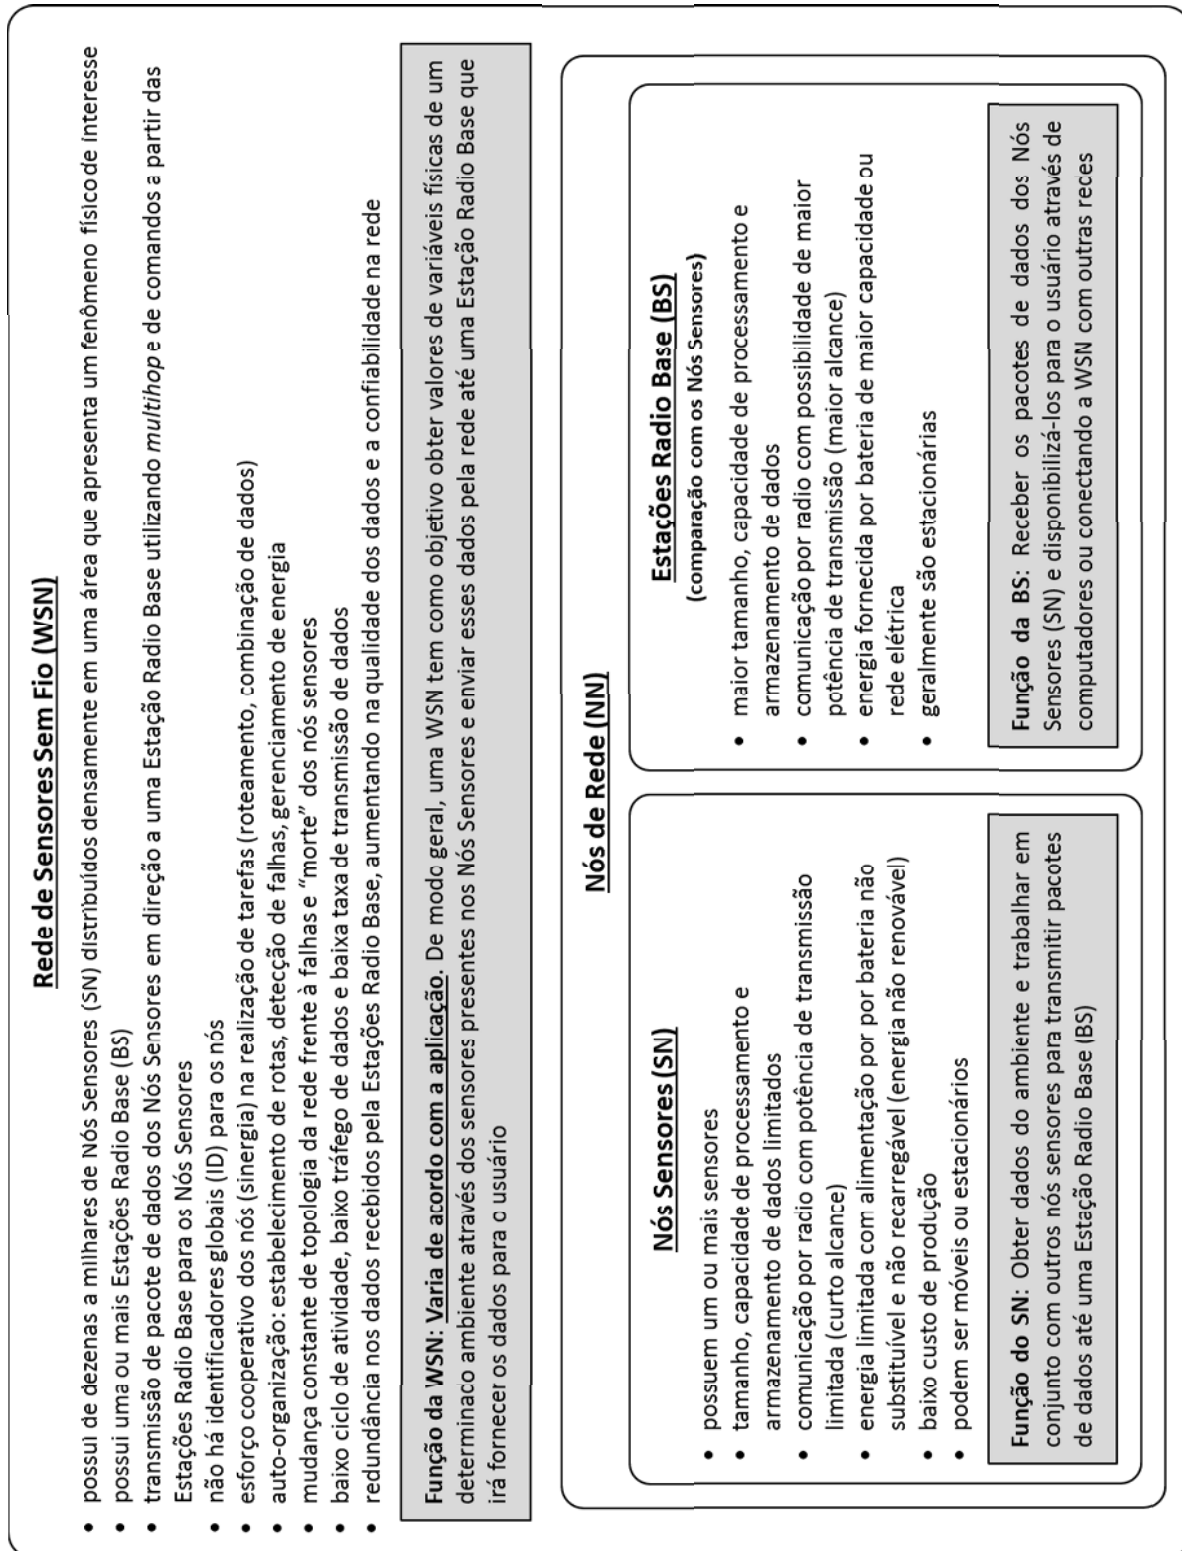 Rede de Sensores Sem Fio (WSN)
• possui de dezenas a milhares de Nós Sensores (SN) distribuídos densamente em uma área que apresenta um fenômeno físico de interesse
• possui uma ou mais Estações Radio Base (BS)
• transmissão de pacote de dados dos Nós Sensores em direção a uma Estação Radio Base utilizando multihop e de comandos a partir das
Estações Radio Base para os Nós Sensores
• não há identificadores globais (ID) para os nós
• esforço cooperativo dos nós (sinergia) na realização de tarefas (roteamento, combinação de dados)
• auto-organização: estabelecimento de rotas, detecção de falhas, gerenciamento de energia
• mudança constante de topologia da rede frente à falhas e “morte” dos nós sensores
• baixo ciclo de atividade, baixo tráfego de dados e baixa taxa de transmissão de dados
• redundância nos dados recebidos pela Estações Radio Base, aumentando na qualidade dos dados e a confiabilidade na rede
Função da WSN: Varia de acordo com a aplicação. De modo geral, uma WSN tem como objetivo obter valores de variáveis físicas de um
determinado ambiente através dos sensores presentes nos Nós Sensores e enviar esses dados pela rede até uma Estação Radio Base que
irá fornecer os dados para o usuário
Nós de Rede (NN)
Nós Sensores (SN)
• possuem um ou mais sensores
• tamanho, capacidade de processamento e
armazenamento de dados limitados
• comunicação por radio com potência de transmissão
limitada (curto alcance)
• energia limitada com alimentação por por bateria não
substituível e não recarregável (energia não renovável)
• baixo custo de produção
• podem ser móveis ou estacionários
Função do SN: Obter dados do ambiente e trabalhar em
conjunto com outros nós sensores para transmitir pacotes
de dados até uma Estação Radio Base (BS)
Estações Radio Base (BS)
(comparação com os Nós Sensores)
• maior tamanho, capacidade de processamento e
armazenamento de dados
• comunicação por radio com possibilidade de maior
potência de transmissão (maior alcance)
• energia fornecida por bateria de maior capacidade ou
rede elétrica
• geralmente são estacionárias
Função da BS: Receber os pacotes de dados dos Nós
Sensores (SN) e disponibilizá-los para o usuário através de
computadores ou conectando a WSN com outras redes